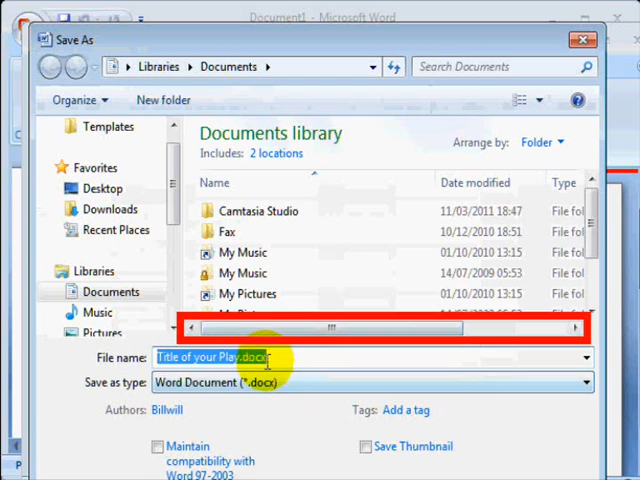 Document1 - Microsoft Word
Save As
Libraries Documents
Search Documents
Organize New folder
Templates
Favorites
Desktop
Downloads
Recent Places
Libraries
Documents
Music
Pictures
Documents library
Includes: 2 locations
Arrange by: Folder
Name Date modified Type
Camtasia Studio 11/03/2011 18:47 File fol
Fax 10/12/2010 18:51 File fol
My Music 01/10/2010 13:15 File fol
My Music 14/07/2009 05:53 File fol
My Pictures 01/10/2010 13:15 File fol
File name: Title of your Play.docx
Save as type: Word Document (*.docx)
Authors: Billwill Tags: Add a tag
Maintain
compatibility with
Word 97-2003
Save Thumbnail